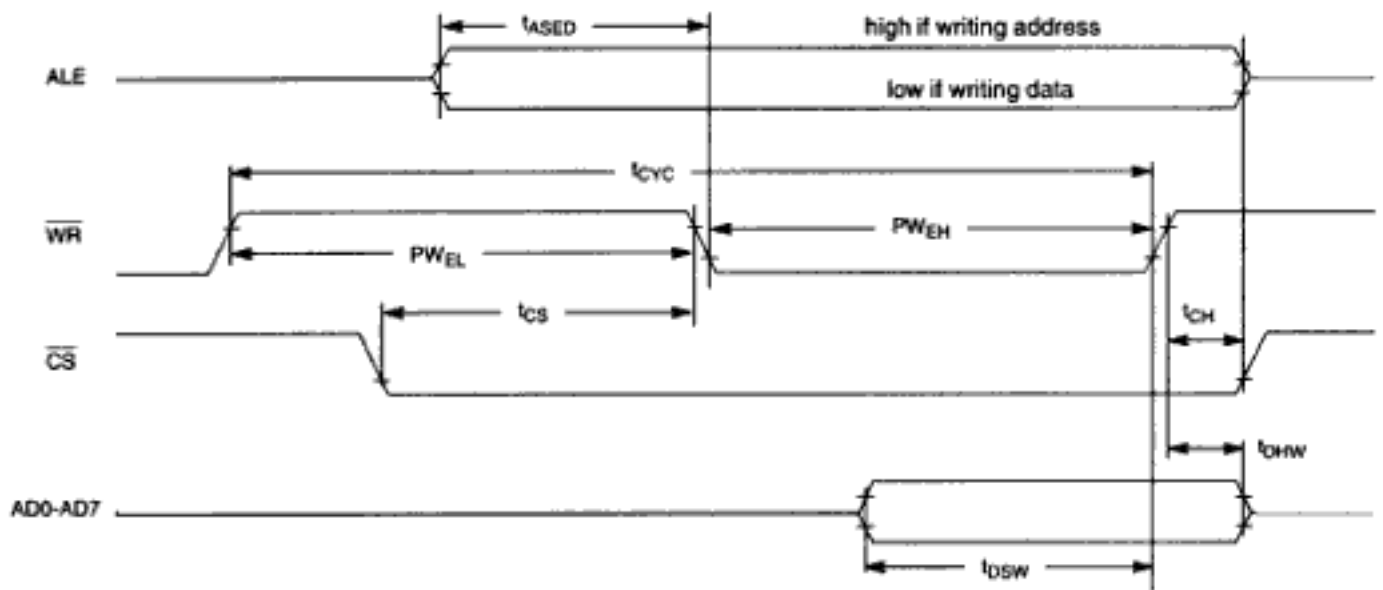 tASED
high if writing address
ALE
low if writing data
tCYC
WR
PWEH
PWEL
tCS
tCH
CS
tDHW
AD0-AD7
tDSW